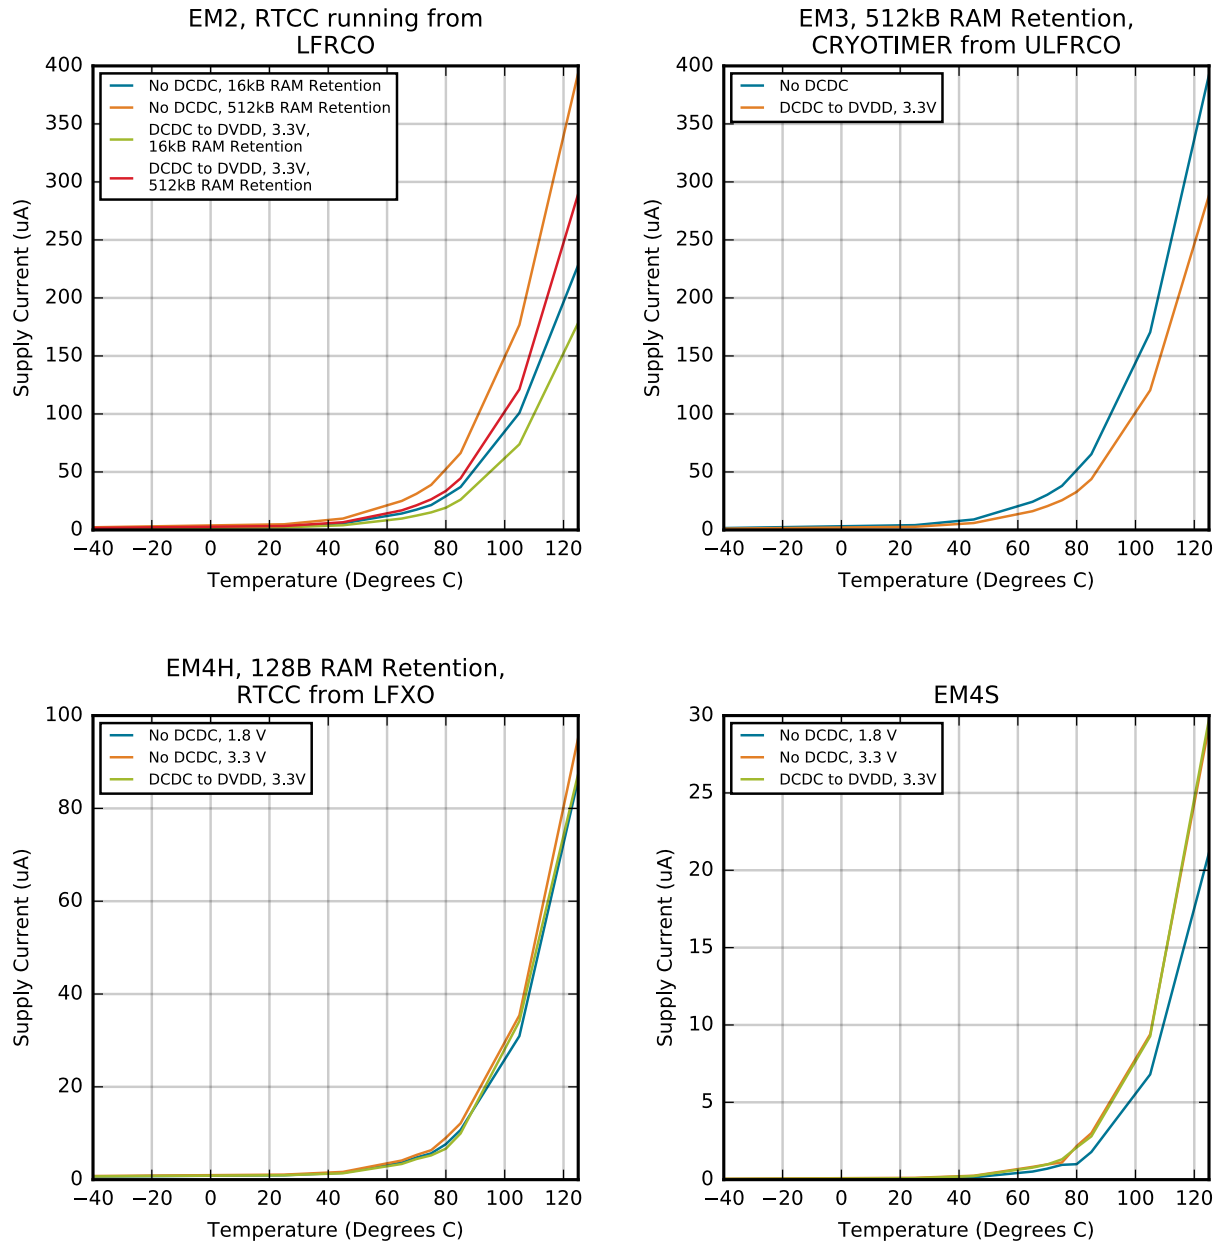 EM2, RTCC running from
LFRCO
400
350
300
250
200
150
100
50
0
Supply Current (uA)
No DCDC, 16kB RAM Retention
No DCDC, 512kB RAM Retention
DCDC to DVDD, 3.3V,
16kB RAM Retention
DCDC to DVDD, 3.3V,
512kB RAM Retention
−40 −20 0 20 40 60 80 100 120
Temperature (Degrees C)
EM3, 512kB RAM Retention,
CRYOTIMER from ULFRCO
400
350
300
250
200
150
100
50
0
Supply Current (uA)
No DCDC
DCDC to DVDD, 3.3V
−40 −20 0 20 40 60 80 100 120
Temperature (Degrees C)
EM4H, 128B RAM Retention,
RTCC from LFXO
100
80
60
40
20
0
Supply Current (uA)
No DCDC, 1.8 V
No DCDC, 3.3 V
DCDC to DVDD, 3.3V
−40 −20 0 20 40 60 80 100 120
Temperature (Degrees C)
EM4S
30
25
20
15
10
5
0
Supply Current (uA)
No DCDC, 1.8 V
No DCDC, 3.3 V
DCDC to DVDD, 3.3V
−40 −20 0 20 40 60 80 100 120
Temperature (Degrees C)